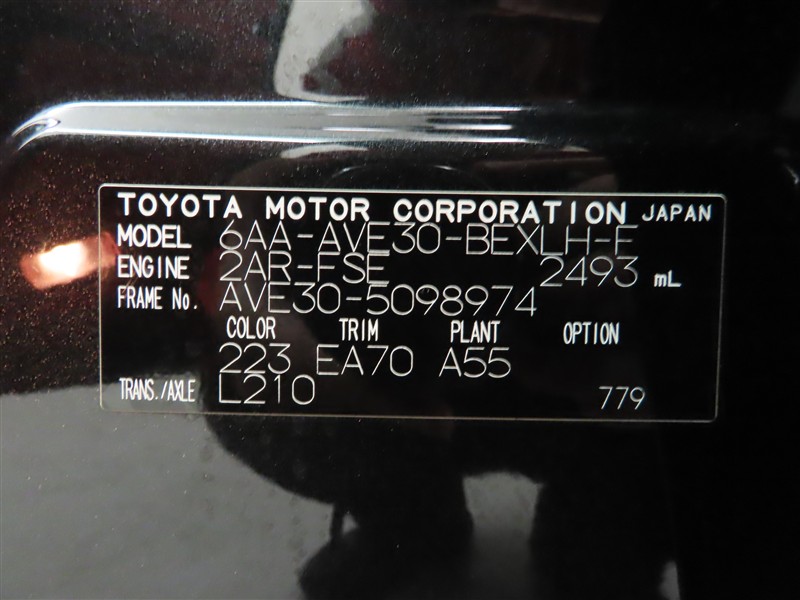 TOYOTA MOTOR CORPORATION JAPAN
MODEL 6AA-AVE30-BEXLH-F
ENGINE 2AR-FSE 2493 mL
FRAME No. AVE30-5098974
COLOR TRIM PLANT OPTION
223 EA70 A55
TRANS./AXLE L210 779